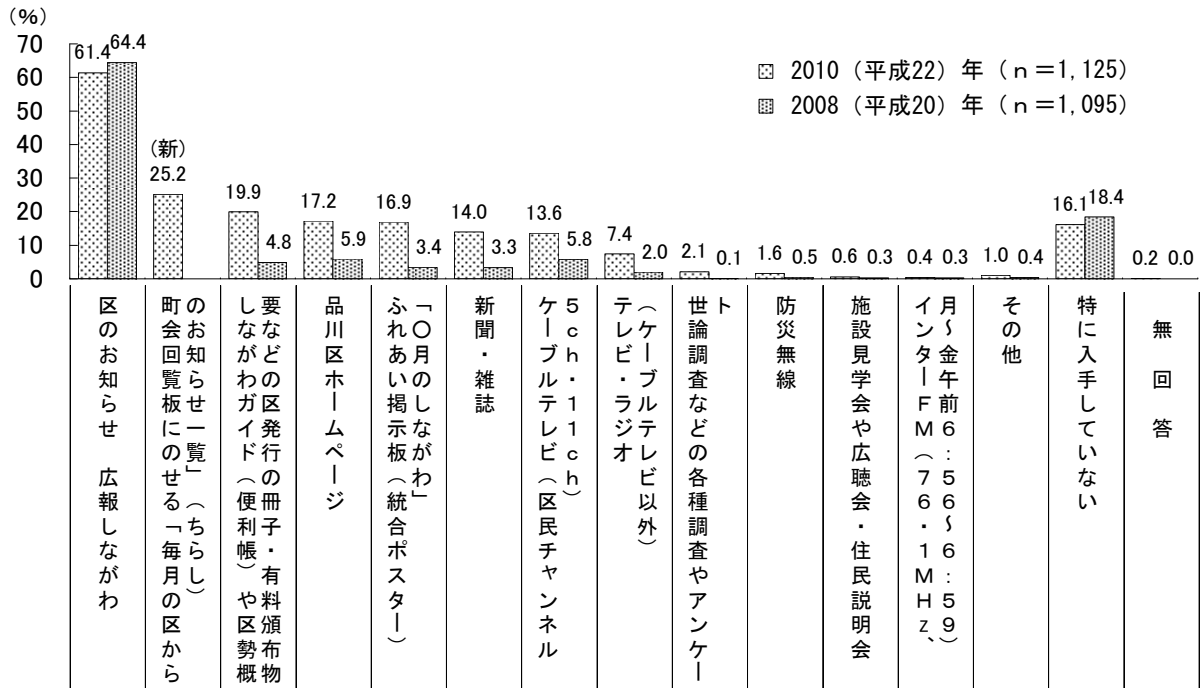 (%)
70
60
50
40
30
20
10
0
2010（平成22）年（ｎ＝1,125）
2008（平成20）年（ｎ＝1,095）
61.4 64.4
（新）
25.2
19.9 4.8
17.2 5.9
16.9 3.4
14.0 3.3
13.6 5.8
7.4 2.0
2.1 0.1
1.6 0.5
0.6 0.3
0.4 0.3
1.0 0.4
16.1 18.4
0.2 0.0
区のお知らせ　広報しながわ
町会回覧板にのせる「毎月の区から
のお知らせ一覧」（ちらし）
しながわガイド（便利帳）や区勢概
要などの区発行の冊子・有料頒布物
品川区ホームページ
ふれあい掲示板（統合ポスター）
「〇月のしながわ」
新聞・雑誌
ケーブルテレビ（区民チャンネル
５ｃｈ・１１ｃｈ）
テレビ・ラジオ
（ケーブルテレビ以外）
世論調査などの各種調査やアンケー
ト
防災無線
施設見学会や広聴会・住民説明会
インターＦＭ（７６・１ＭＨｚ、
月～金午前６：５６～６：５９）
その他
特に入手していない
無　回　答